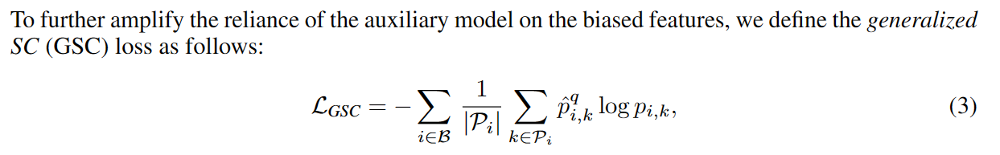 To further amplify the reliance of the auxiliary model on the biased features, we define the generalized
SC (GSC) loss as follows:
$$\mathcal{L}_{GSC} = -\sum_{i \in \mathcal{B}} \frac{1}{|\mathcal{P}_i|} \sum_{k \in \mathcal{P}_i} \hat{p}_{i,k}^{q} \log p_{i,k},$$ (3)